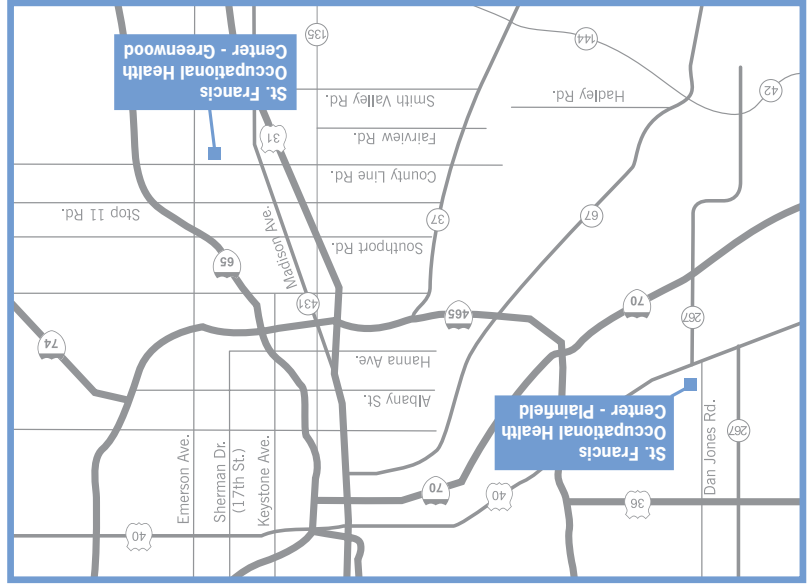 40
36
40
70
Dan Jones Rd.
267
Keystone Ave.
Sherman Dr.
(17th St.)
Emerson Ave.
St. Francis
Occupational Health
Center - Plainfield
Albany St.
Hanna Ave.
74
267
70
465
431
65
Madison Ave.
Southport Rd.
67
37
Stop 11 Rd.
County Line Rd.
Fairview Rd.
31
Hadley Rd.
Smith Valley Rd.
42
144
135
St. Francis
Occupational Health
Center - Greenwood